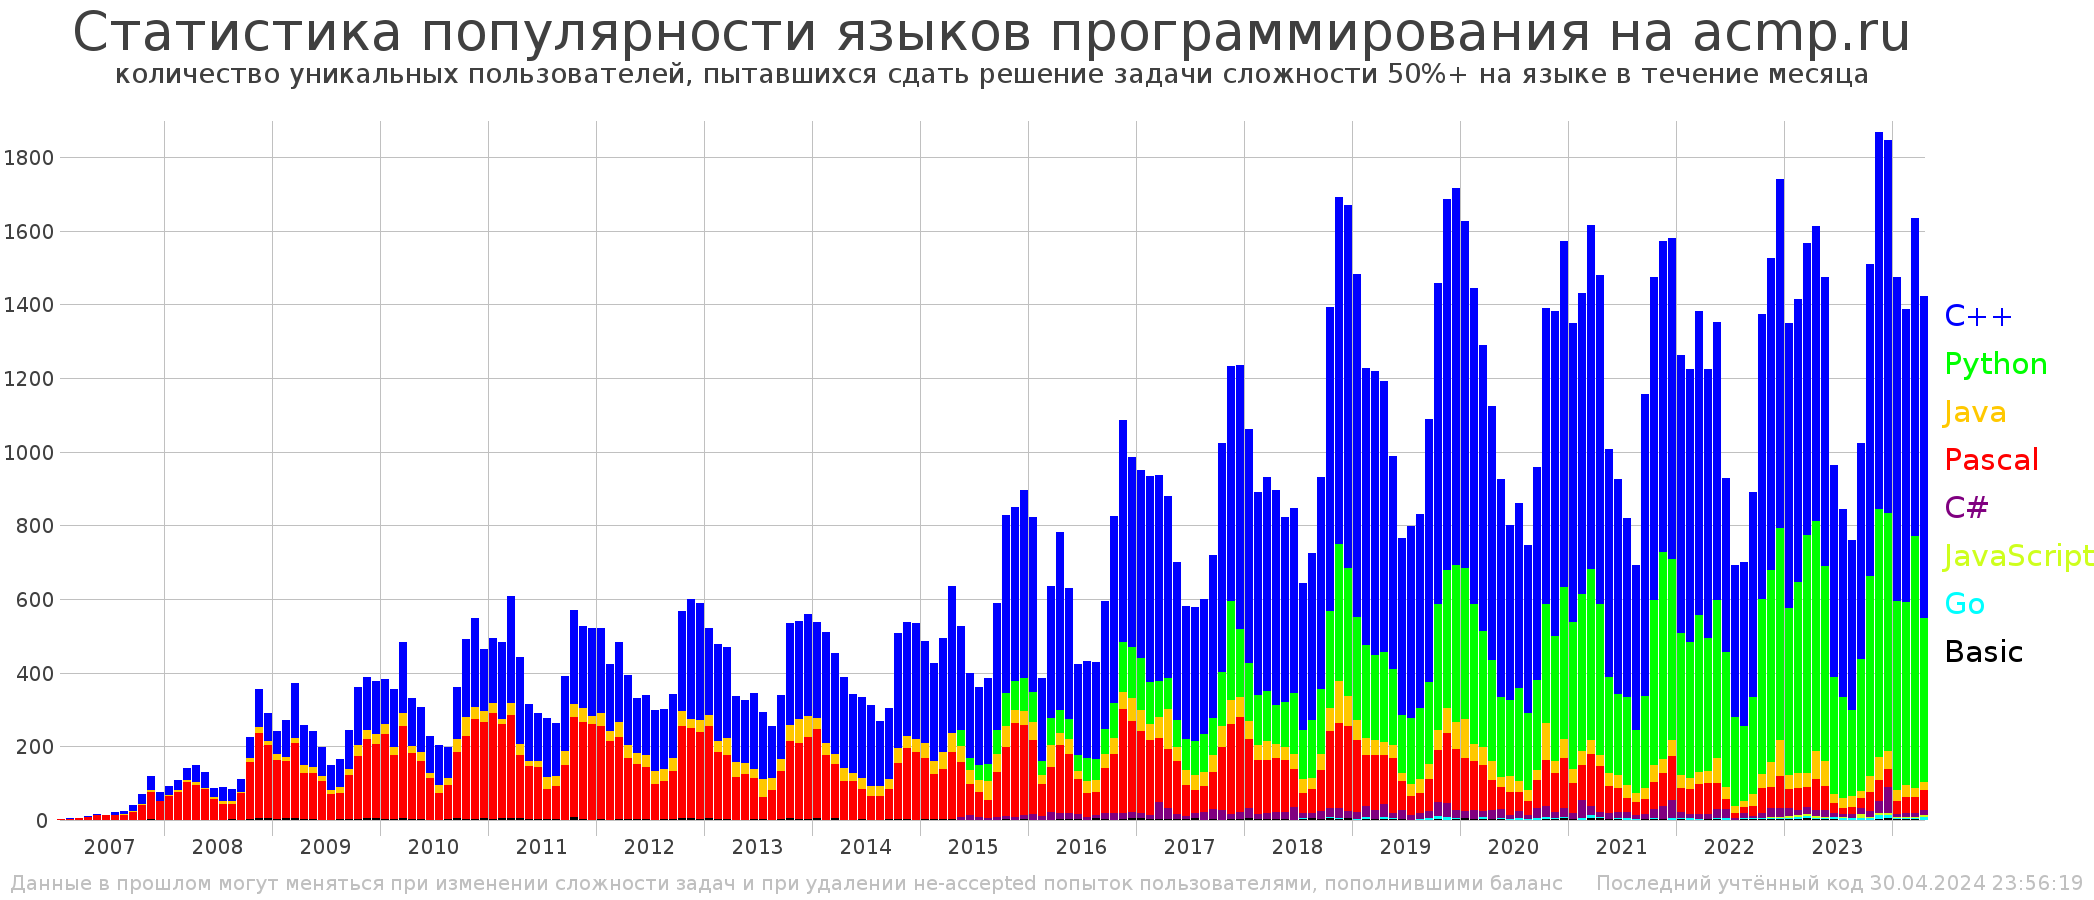 Статистика популярности языков программирования на acmp.ru
количество уникальных пользователей, пытавшихся сдать решение задачи сложности 50%+ на языке в течение месяца
1800
1600
1400
1200
1000
800
600
400
200
0
C++
Python
Java
Pascal
C#
JavaScript
Go
Basic
2007 2008 2009 2010 2011 2012 2013 2014 2015 2016 2017 2018 2019 2020 2021 2022 2023
Данные в прошлом могут меняться при изменении сложности задач и при удалении не-accepted попыток пользователями, пополнившими баланс Последний учтённый код 30.04.2024 23:56:19